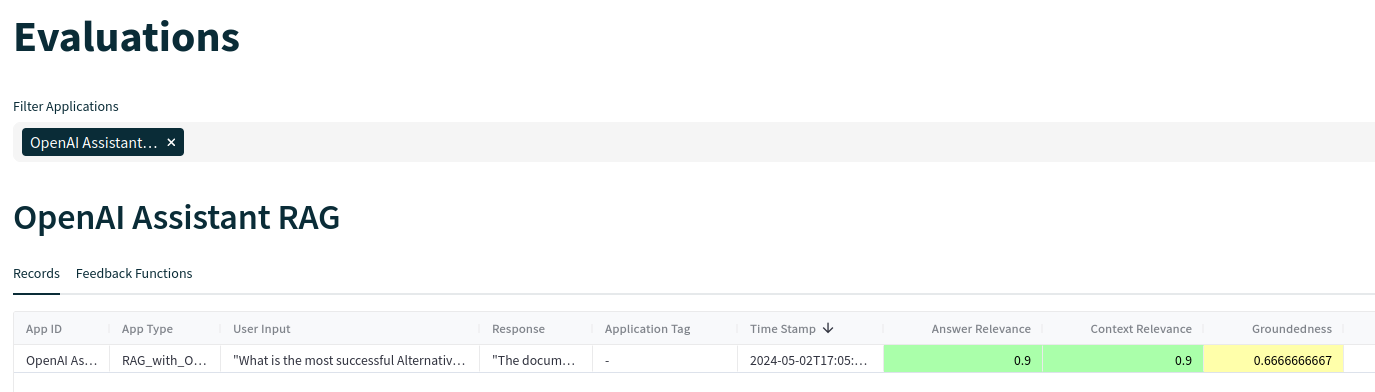 Evaluations
Filter Applications
OpenAI Assistant… ×
OpenAI Assistant RAG
Records Feedback Functions
App ID App Type User Input Response Application Tag Time Stamp ↓ Answer Relevance Context Relevance Groundedness
OpenAI As… RAG_with_O… "What is the most successful Alternativ… "The docum… - 2024-05-02T17:05:… 0.9 0.9 0.6666666667